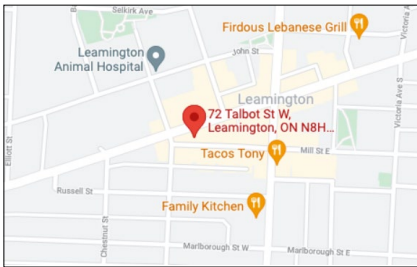 Selkirk Ave
Firdous Lebanese Grill
Victoria A
Leamington
Animal Hospital
John St
Leamington
72 Talbot St W,
Leamington, ON N8H...
Victoria Ave S
Elliott St
Tacos Tony
Mill St E
Russell St
Family Kitchen
Chestnut St
Marlborough St W
Marlborough St E